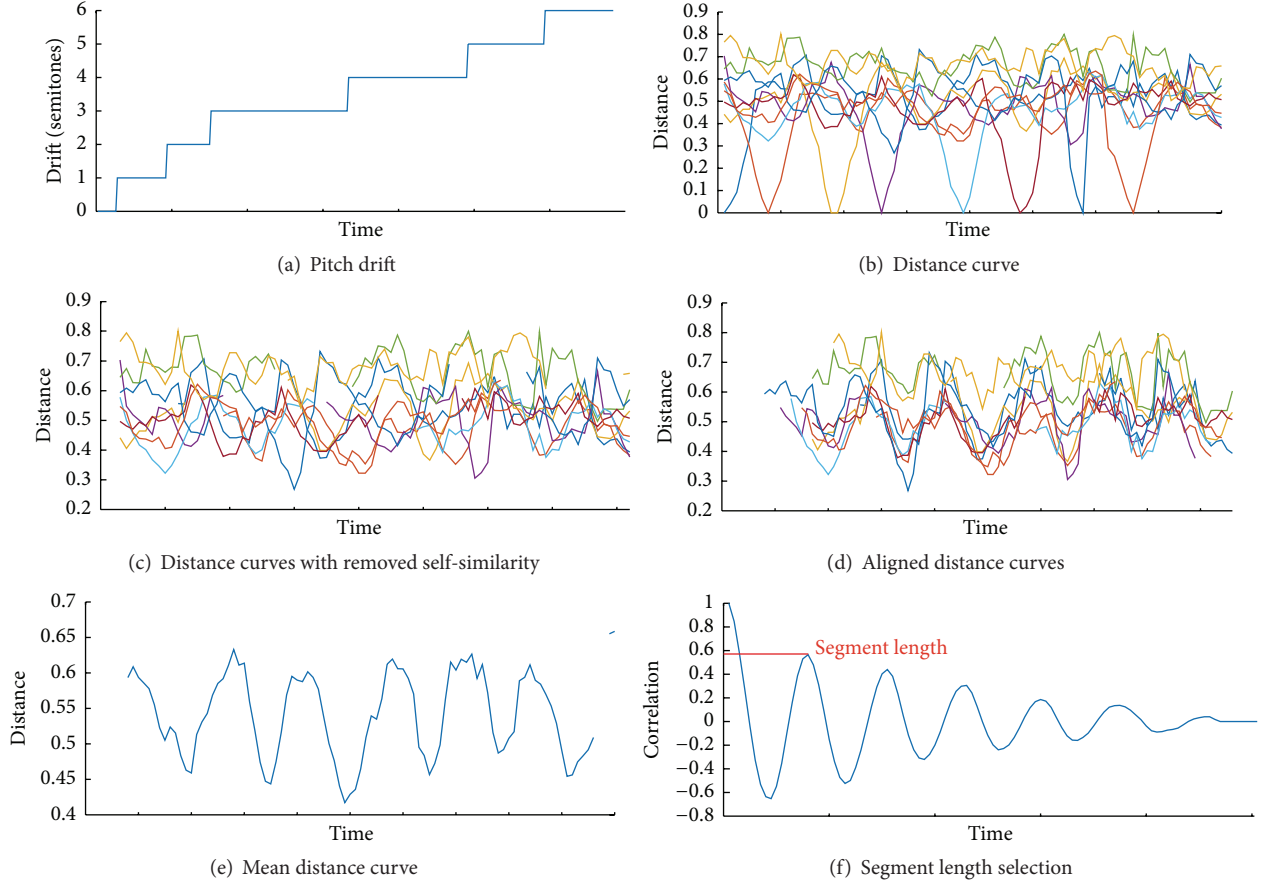 6
5
4
3
2
1
0
Drift (semitones)
Time
(a) Pitch drift
0.9
0.8
0.7
0.6
0.5
0.4
0.3
0.2
0.1
0
Distance
Time
(b) Distance curve
0.9
0.8
0.7
0.6
0.5
0.4
0.3
0.2
Distance
Time
(c) Distance curves with removed self-similarity
0.9
0.8
0.7
0.6
0.5
0.4
0.3
0.2
Distance
Time
(d) Aligned distance curves
0.7
0.65
0.6
0.55
0.5
0.45
0.4
Distance
Time
(e) Mean distance curve
1
0.8
0.6
0.4
0.2
0
−0.2
−0.4
−0.6
−0.8
Correlation
Segment length
Time
(f) Segment length selection